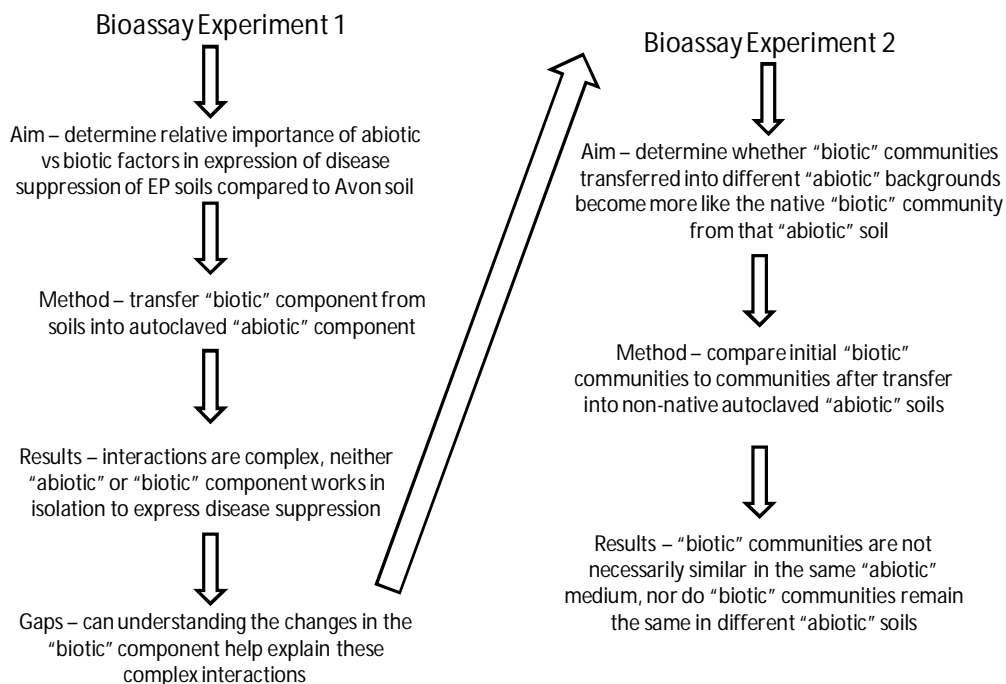 Bioassay Experiment 1
Aim – determine relative importance of abiotic
vs biotic factors in expression of disease
suppression of EP soils compared to Avon soil
Method – transfer “biotic” component from
soils into autoclaved “abiotic” component
Results – interactions are complex, neither
“abiotic” or “biotic” component works in
isolation to express disease suppression
Gaps – can understanding the changes in the
“biotic” component help explain these
complex interactions
Bioassay Experiment 2
Aim – determine whether “biotic” communities
transferred into different “abiotic” backgrounds
become more like the native “biotic” community
from that “abiotic” soil
Method – compare initial “biotic”
communities to communities after transfer
into non-native autoclaved “abiotic” soils
Results – “biotic” communities are not
necessarily similar in the same “abiotic”
medium, nor do “biotic” communities remain
the same in different “abiotic” soils